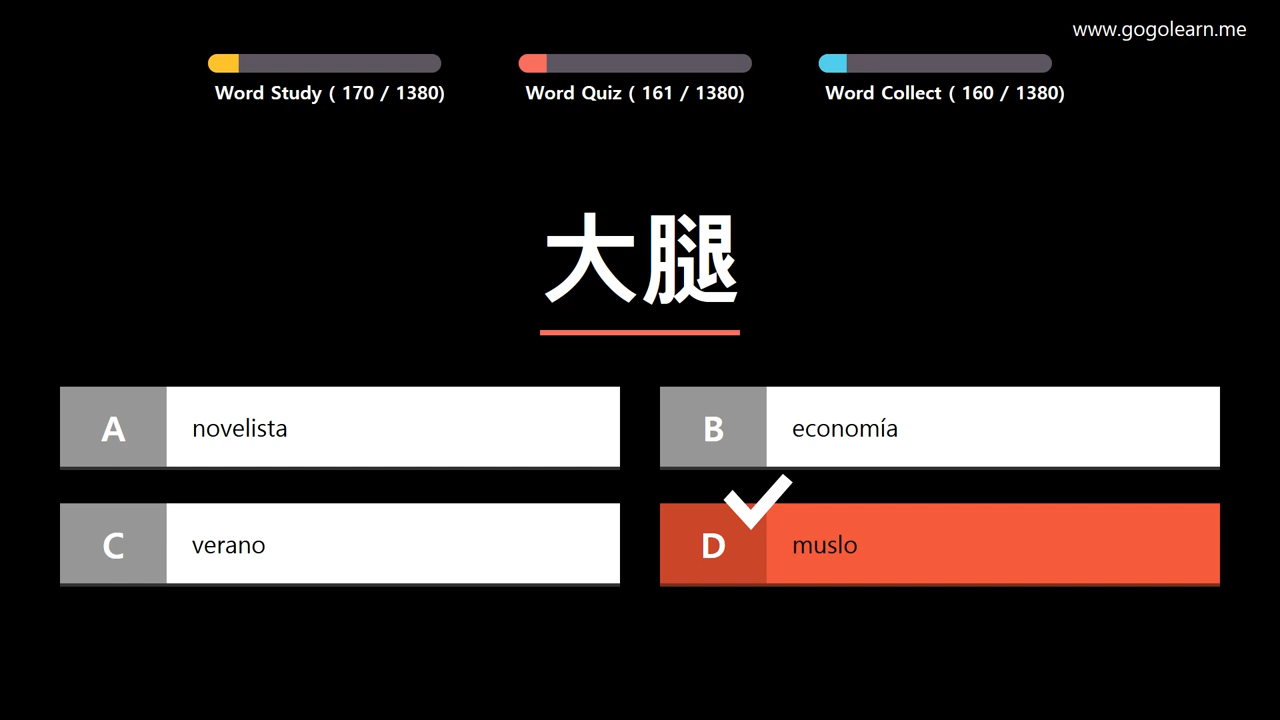 www.gogolearn.me
Word Study ( 170 / 1380)
Word Quiz ( 161 / 1380)
Word Collect ( 160 / 1380)
大腿
A novelista
B economía
C verano
D muslo